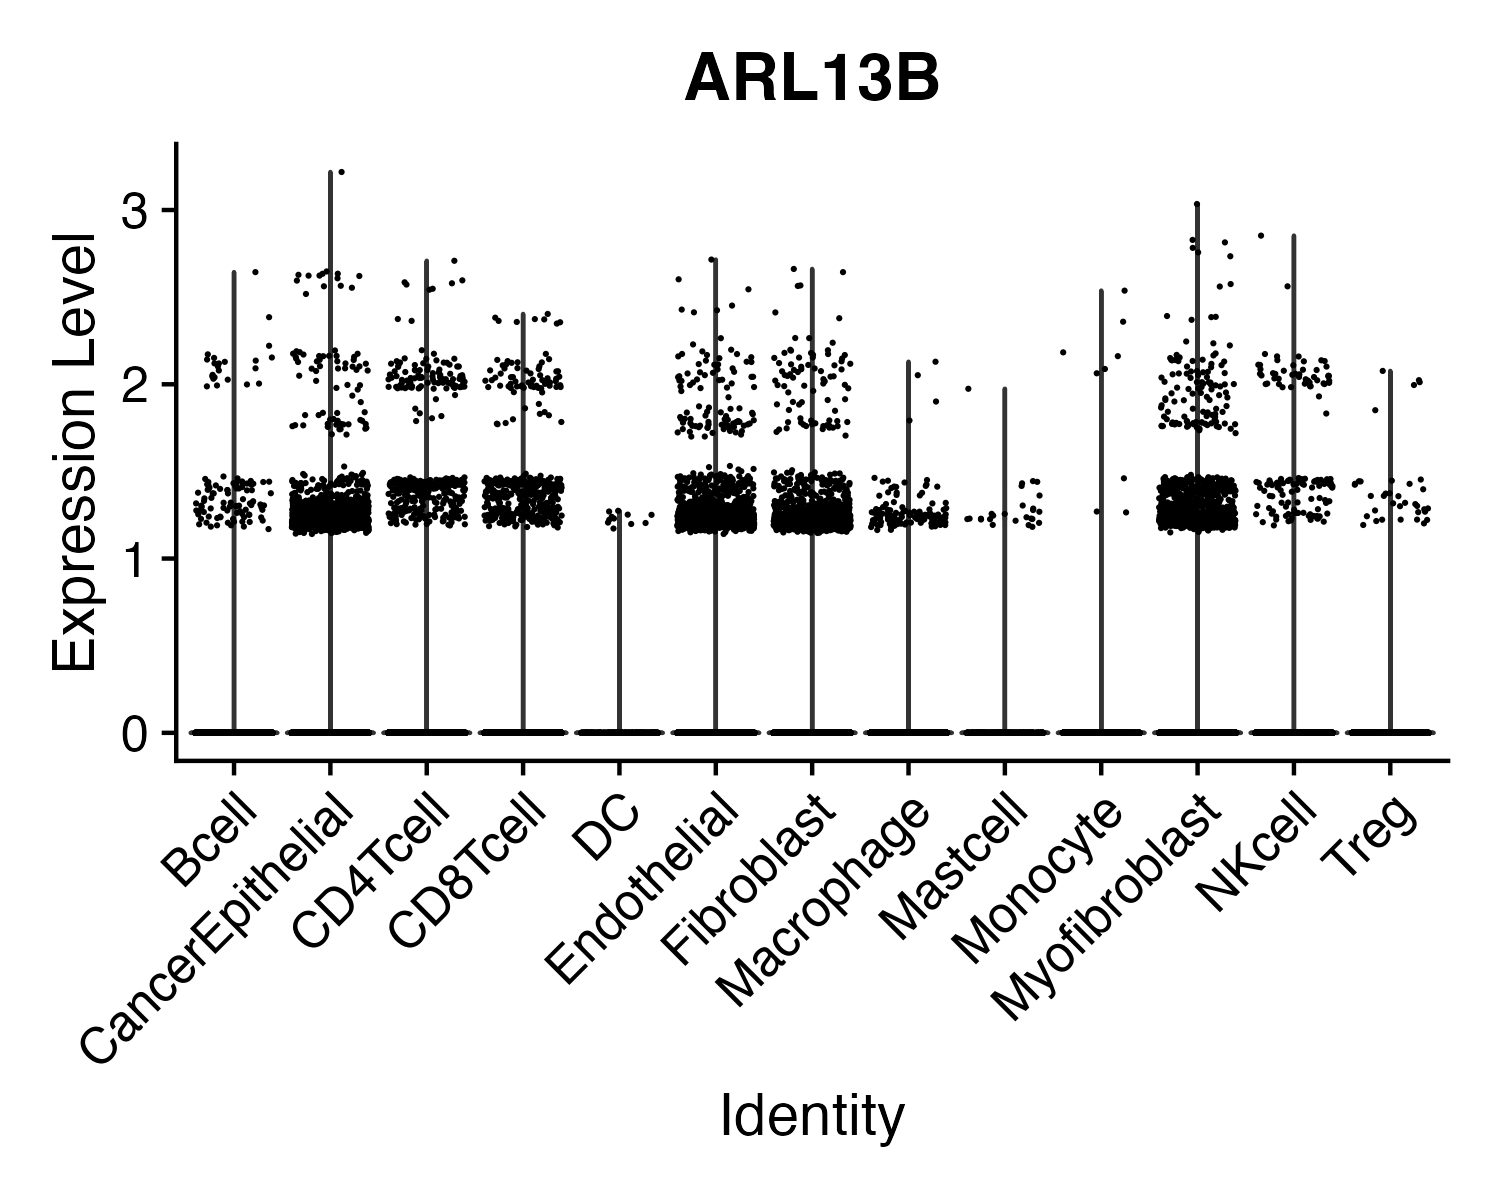 ARL13B
Expression Level
3
2
1
0
Bcell
CancerEpithelial
CD4Tcell
CD8Tcell
DC
Endothelial
Fibroblast
Macrophage
Mastcell
Monocyte
Myofibroblast
NKcell
Treg
Identity